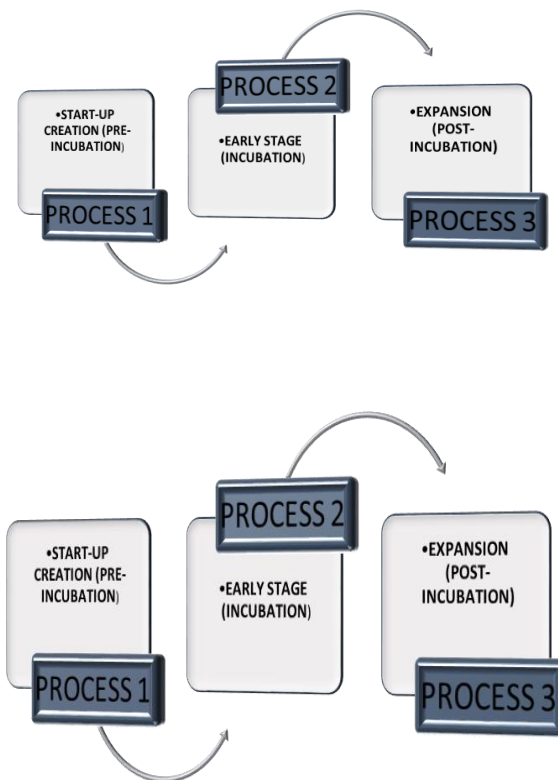 •START-UP
CREATION (PRE-
INCUBATION)
PROCESS 1
PROCESS 2
•EARLY STAGE
(INCUBATION)
•EXPANSION
(POST-
INCUBATION)
PROCESS 3
•START-UP
CREATION (PRE-
INCUBATION)
PROCESS 1
PROCESS 2
•EARLY STAGE
(INCUBATION)
•EXPANSION
(POST-
INCUBATION)
PROCESS 3